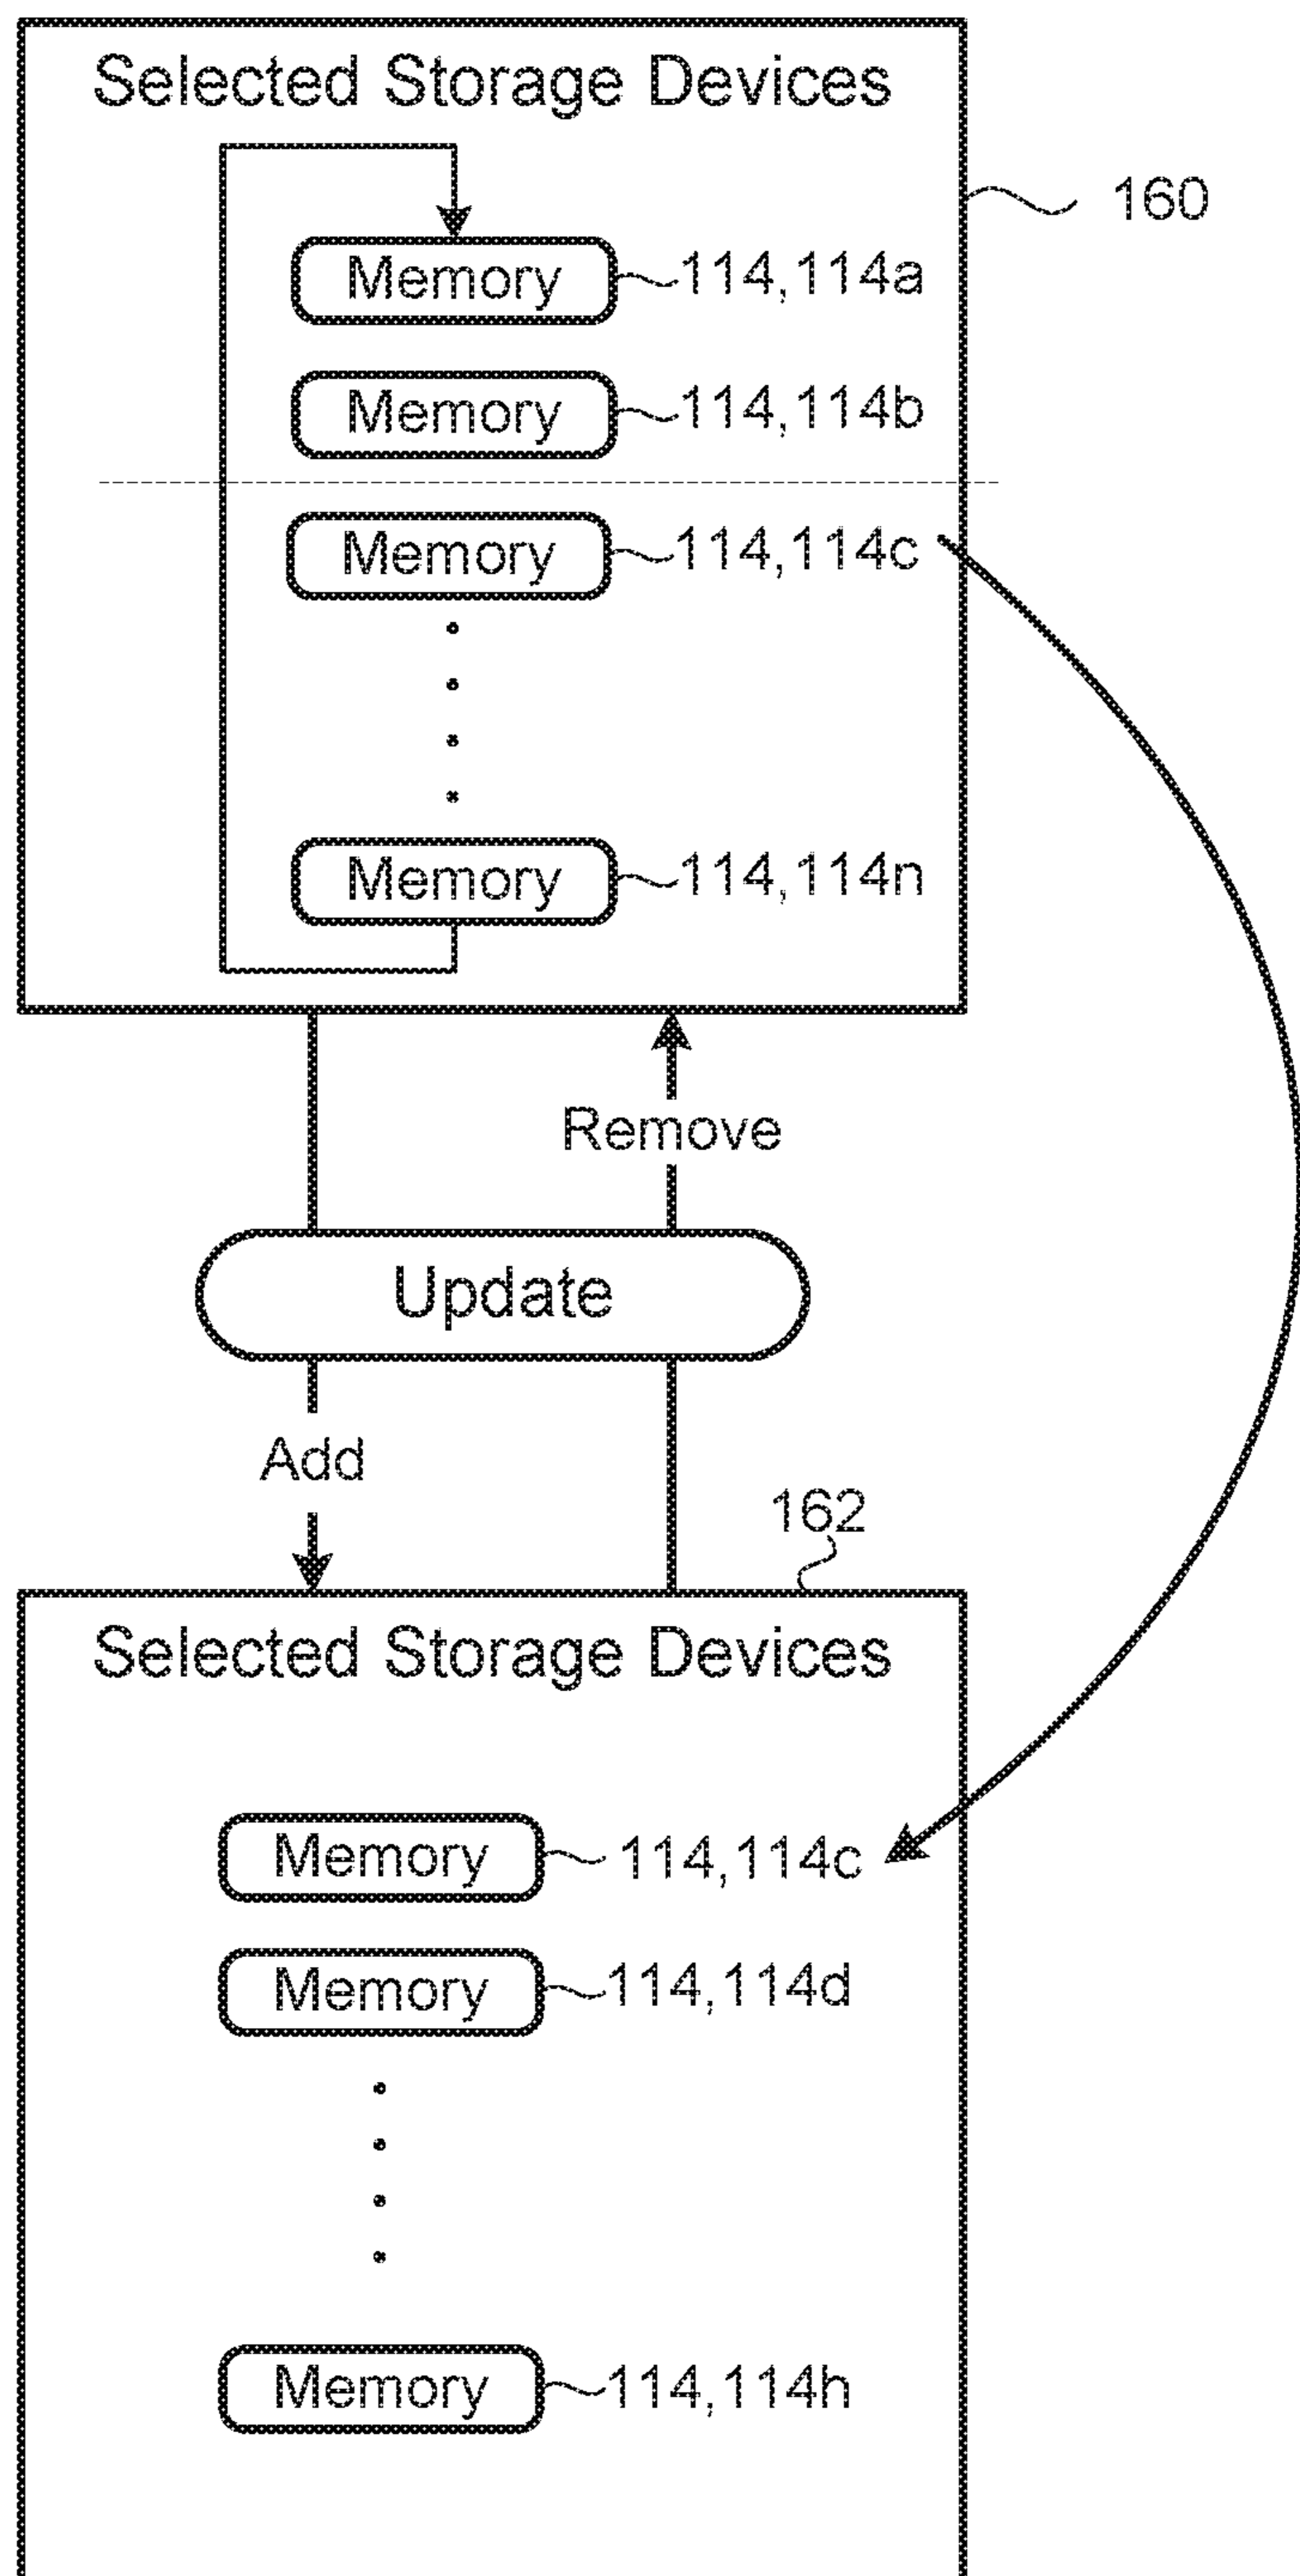 Selected Storage Devices
160
Memory 114,114a
Memory 114,114b
Memory 114,114c
Memory 114,114n
Remove
Update
Add
162
Selected Storage Devices
Memory 114,114c
Memory 114,114d
Memory 114,114h